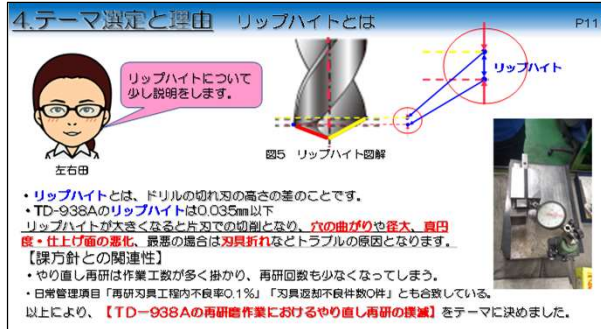 4.テーマ選定と理由 リップハイトとは P11
リップハイトについて
少し説明をします。
左右田
リップハイト
図5 リップハイト図解
・リップハイトとは、ドリルの切れ刃の高さの差のことです。
・TD-938Aのリップハイトは0.035mm以下
リップハイトが大きくなると片刃での切削となり、穴の曲がりや径大、真円
度・仕上げ面の悪化、最悪の場合は刃具折れなどトラブルの原因となります。
【課方針との関連性】
・やり直し再研は作業工数が多く掛かり、再研回数も少なくなってしまう。
・日常管理項目「再研刃具工程内不良率0.1%」「刃具返却不良件数0件」とも合致している。
以上により、【TD-938Aの再研磨作業におけるやり直し再研の撲滅】をテーマに決めました。